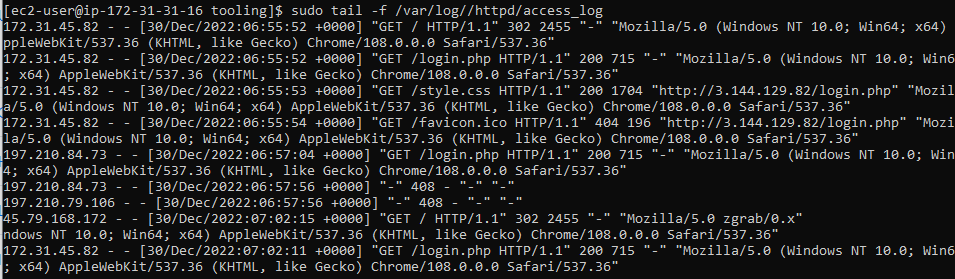 [ec2-user@ip-172-31-31-16 tooling]$ sudo tail -f /var/log//httpd/access_log
172.31.45.82 - - [30/Dec/2022:06:55:52 +0000] "GET / HTTP/1.1" 302 2455 "-" "Mozilla/5.0 (Windows NT 10.0; Win64; x64)
ppleWebKit/537.36 (KHTML, like Gecko) Chrome/108.0.0.0 Safari/537.36"
172.31.45.82 - - [30/Dec/2022:06:55:52 +0000] "GET /login.php HTTP/1.1" 200 715 "-" "Mozilla/5.0 (Windows NT 10.0; Win6
; x64) AppleWebKit/537.36 (KHTML, like Gecko) Chrome/108.0.0.0 Safari/537.36"
172.31.45.82 - - [30/Dec/2022:06:55:53 +0000] "GET /style.css HTTP/1.1" 200 1704 "http://3.144.129.82/login.php" "Mozil
a/5.0 (Windows NT 10.0; Win64; x64) AppleWebKit/537.36 (KHTML, like Gecko) Chrome/108.0.0.0 Safari/537.36"
172.31.45.82 - - [30/Dec/2022:06:55:54 +0000] "GET /favicon.ico HTTP/1.1" 404 196 "http://3.144.129.82/login.php" "Moz
lla/5.0 (Windows NT 10.0; Win64; x64) AppleWebKit/537.36 (KHTML, like Gecko) Chrome/108.0.0.0 Safari/537.36"
197.210.84.73 - - [30/Dec/2022:06:57:04 +0000] "GET /login.php HTTP/1.1" 200 715 "-" "Mozilla/5.0 (Windows NT 10.0; Win
4; x64) AppleWebKit/537.36 (KHTML, like Gecko) Chrome/108.0.0.0 Safari/537.36"
197.210.84.73 - - [30/Dec/2022:06:57:56 +0000] "-" 408 - "-" "-"
197.210.79.106 - - [30/Dec/2022:06:57:56 +0000] "-" 408 - "-" "-"
45.79.168.172 - - [30/Dec/2022:07:02:15 +0000] "GET / HTTP/1.1" 302 2455 "-" "Mozilla/5.0 zgrab/0.x"
ndows NT 10.0; Win64; x64) AppleWebKit/537.36 (KHTML, like Gecko) Chrome/108.0.0.0 Safari/537.36"
172.31.45.82 - - [30/Dec/2022:07:02:11 +0000] "GET /login.php HTTP/1.1" 200 715 "-" "Mozilla/5.0 (Windows NT 10.0; Win6
; x64) AppleWebKit/537.36 (KHTML, like Gecko) Chrome/108.0.0.0 Safari/537.36"